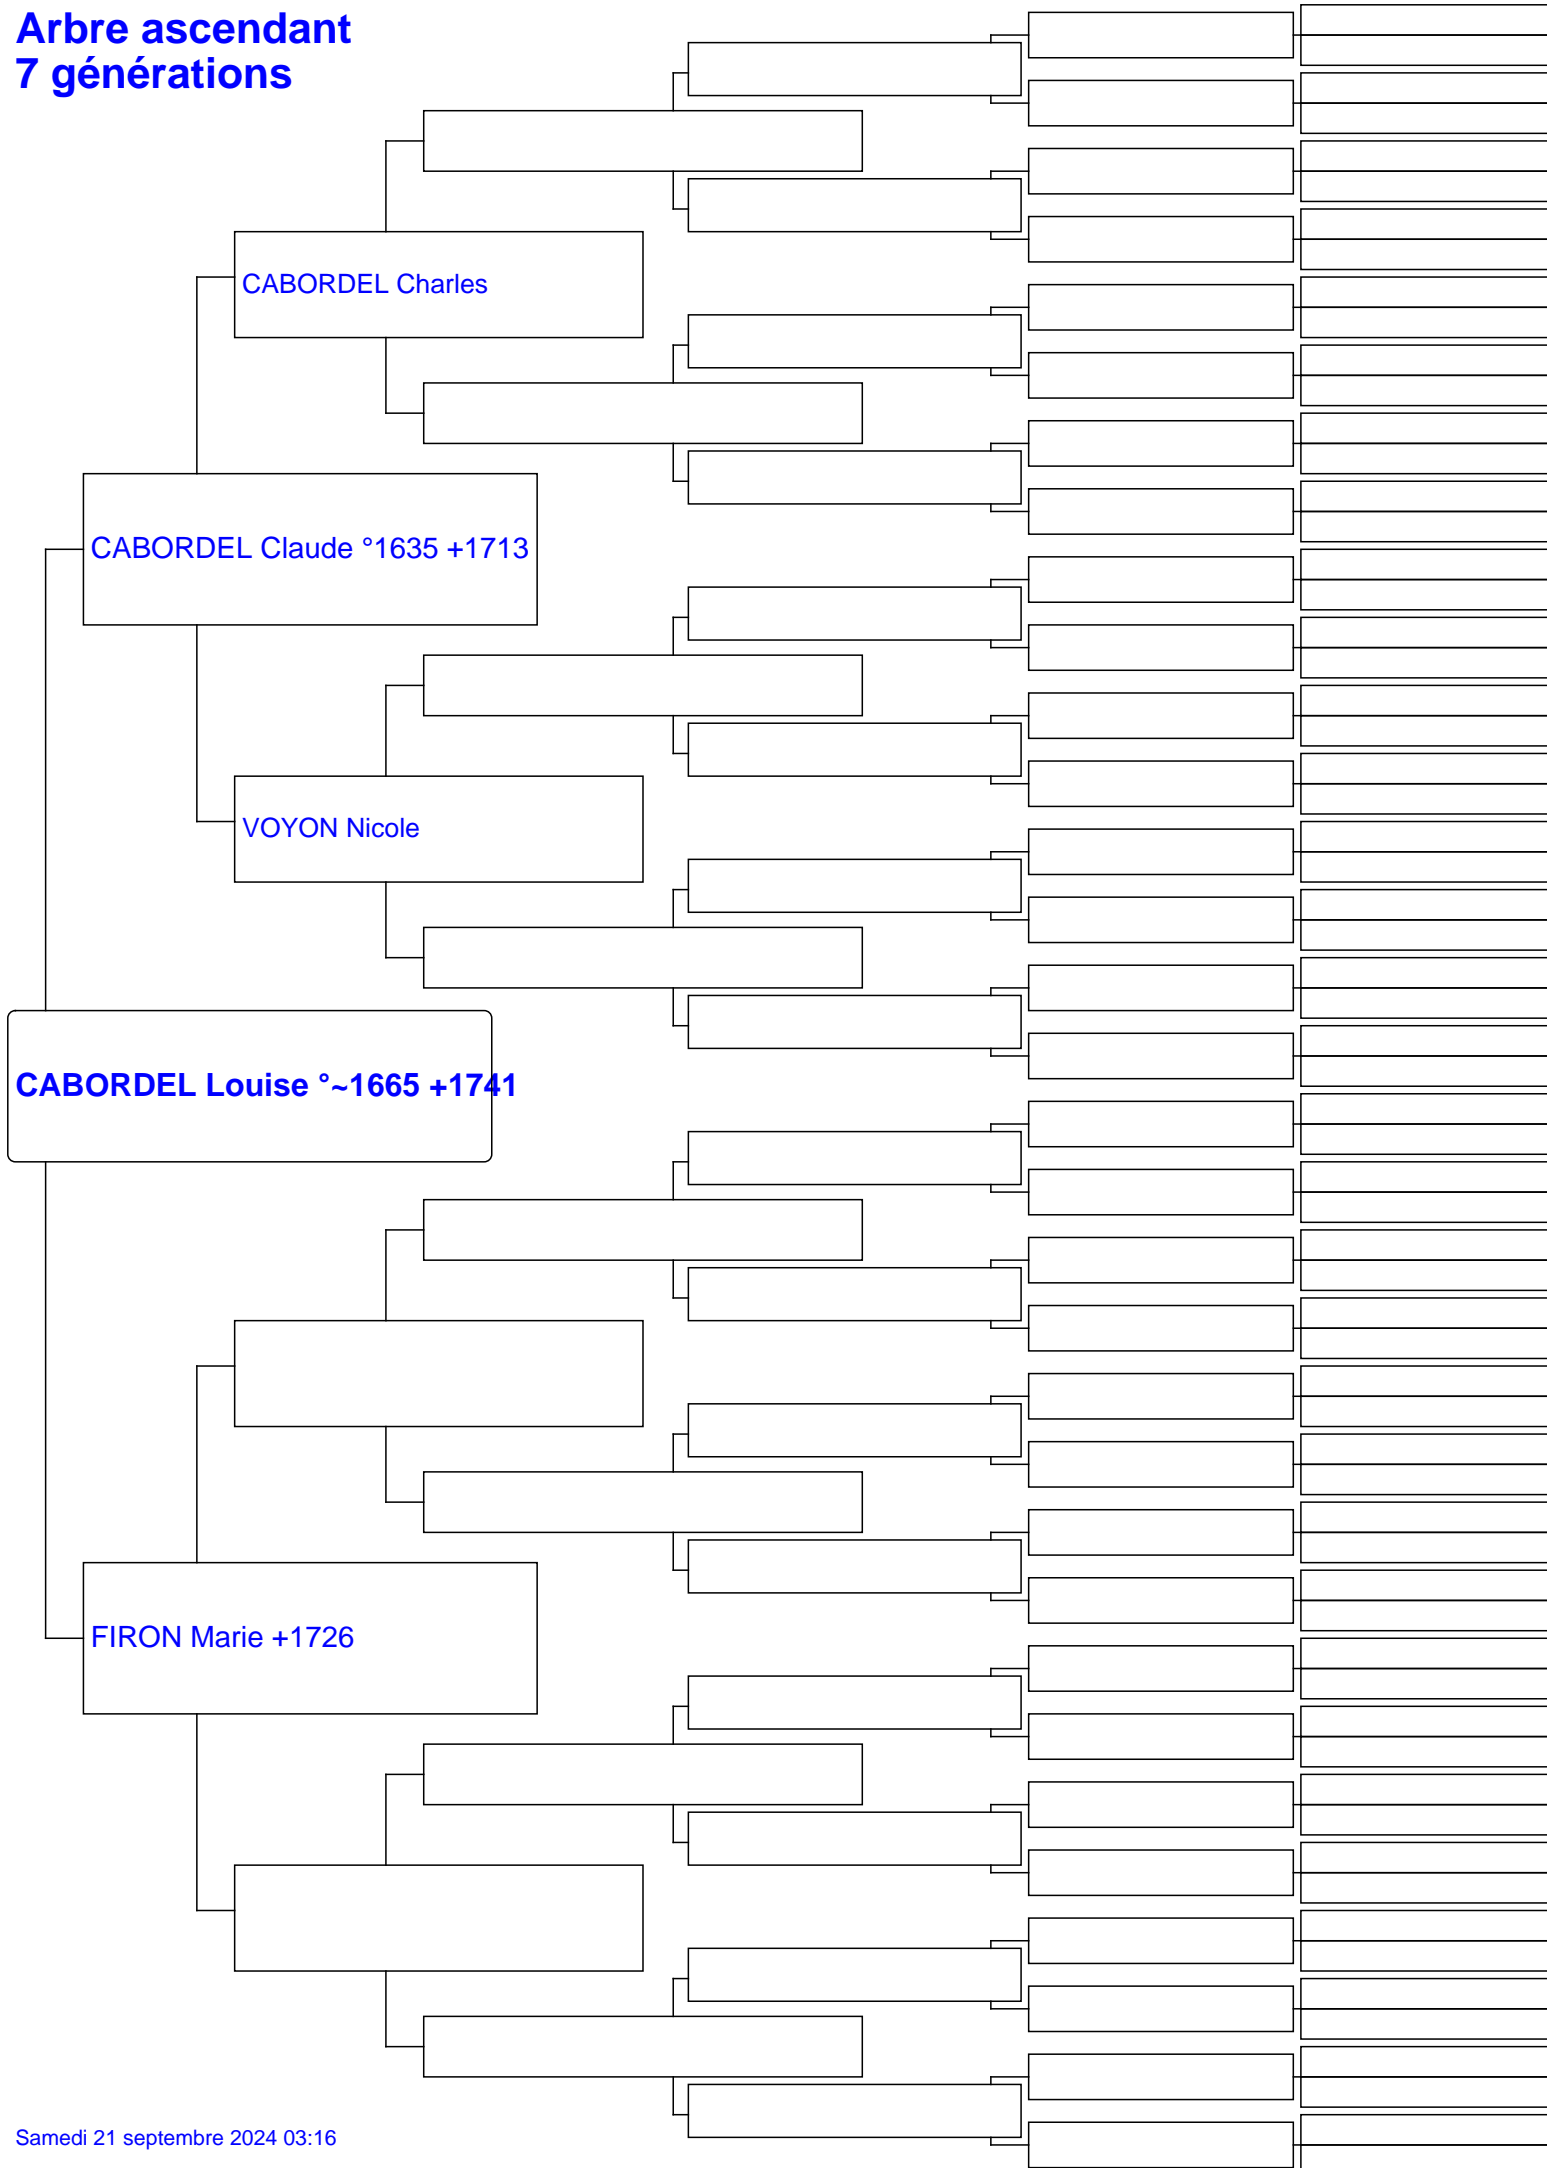 Arbre ascendant
7 générations
CABORDEL Charles
CABORDEL Claude °1635 +1713
VOYON Nicole
CABORDEL Louise °~1665 +1741
FIRON Marie +1726
Samedi 21 septembre 2024 03:16